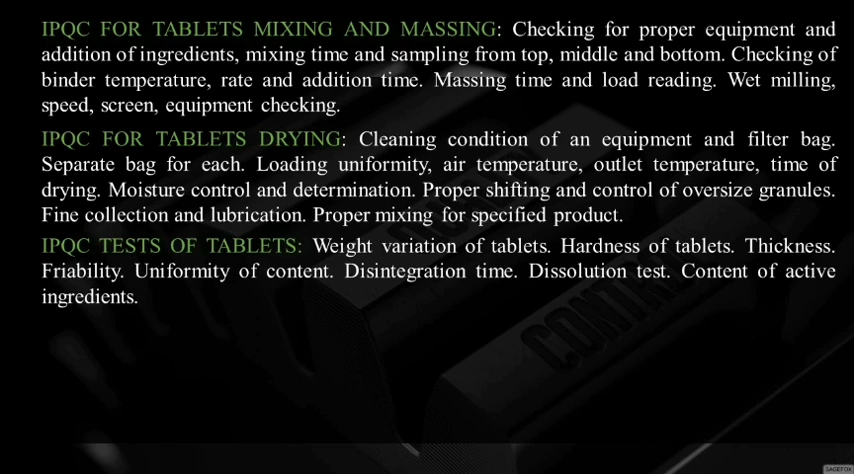 IPQC FOR TABLETS MIXING AND MASSING: Checking for proper equipment and
addition of ingredients, mixing time and sampling from top, middle and bottom. Checking of
binder temperature, rate and addition time. Massing time and load reading. Wet milling,
speed, screen, equipment checking.
IPQC FOR TABLETS DRYING: Cleaning condition of an equipment and filter bag.
Separate bag for each. Loading uniformity, air temperature, outlet temperature, time of
drying. Moisture control and determination. Proper shifting and control of oversize granules.
Fine collection and lubrication. Proper mixing for specified product.
IPQC TESTS OF TABLETS: Weight variation of tablets. Hardness of tablets. Thickness.
Friability. Uniformity of content. Disintegration time. Dissolution test. Content of active
ingredients.
CONTROL
SAGEFOX